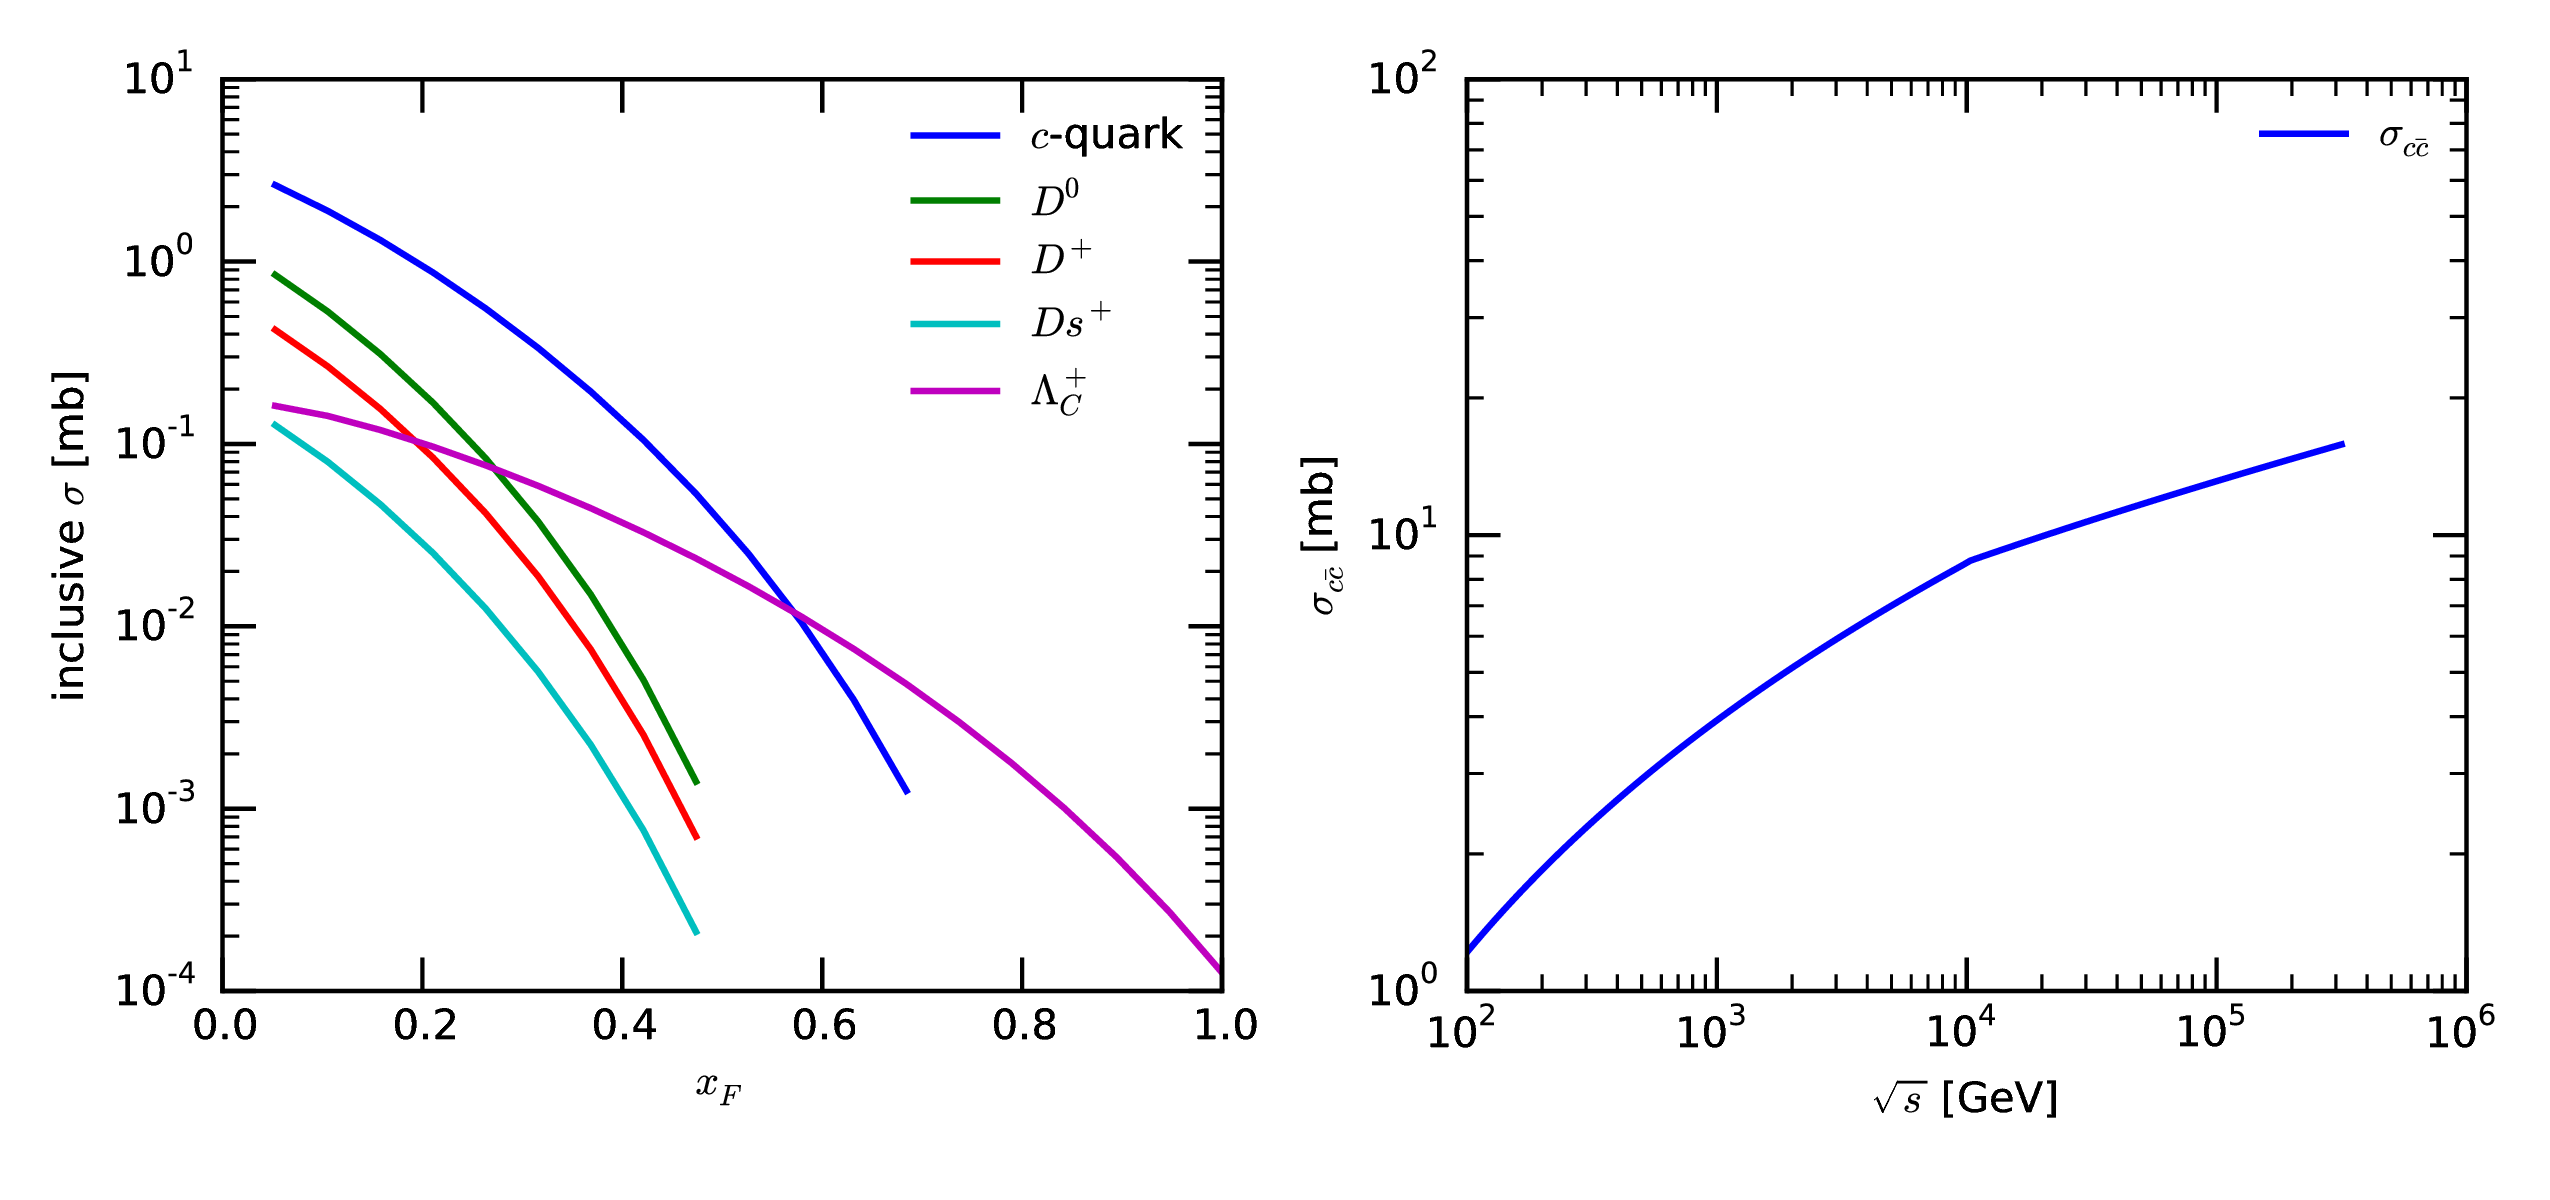 10^1
10^0
10^-1
10^-2
10^-3
10^-4
inclusive σ [mb]
c-quark
D^0
D^+
Ds^+
Λ_C^+
0.0 0.2 0.4 0.6 0.8 1.0
x_F
10^2
10^1
10^0
σ_cc̄ [mb]
σ_cc̄
10^2 10^3 10^4 10^5 10^6
√s [GeV]